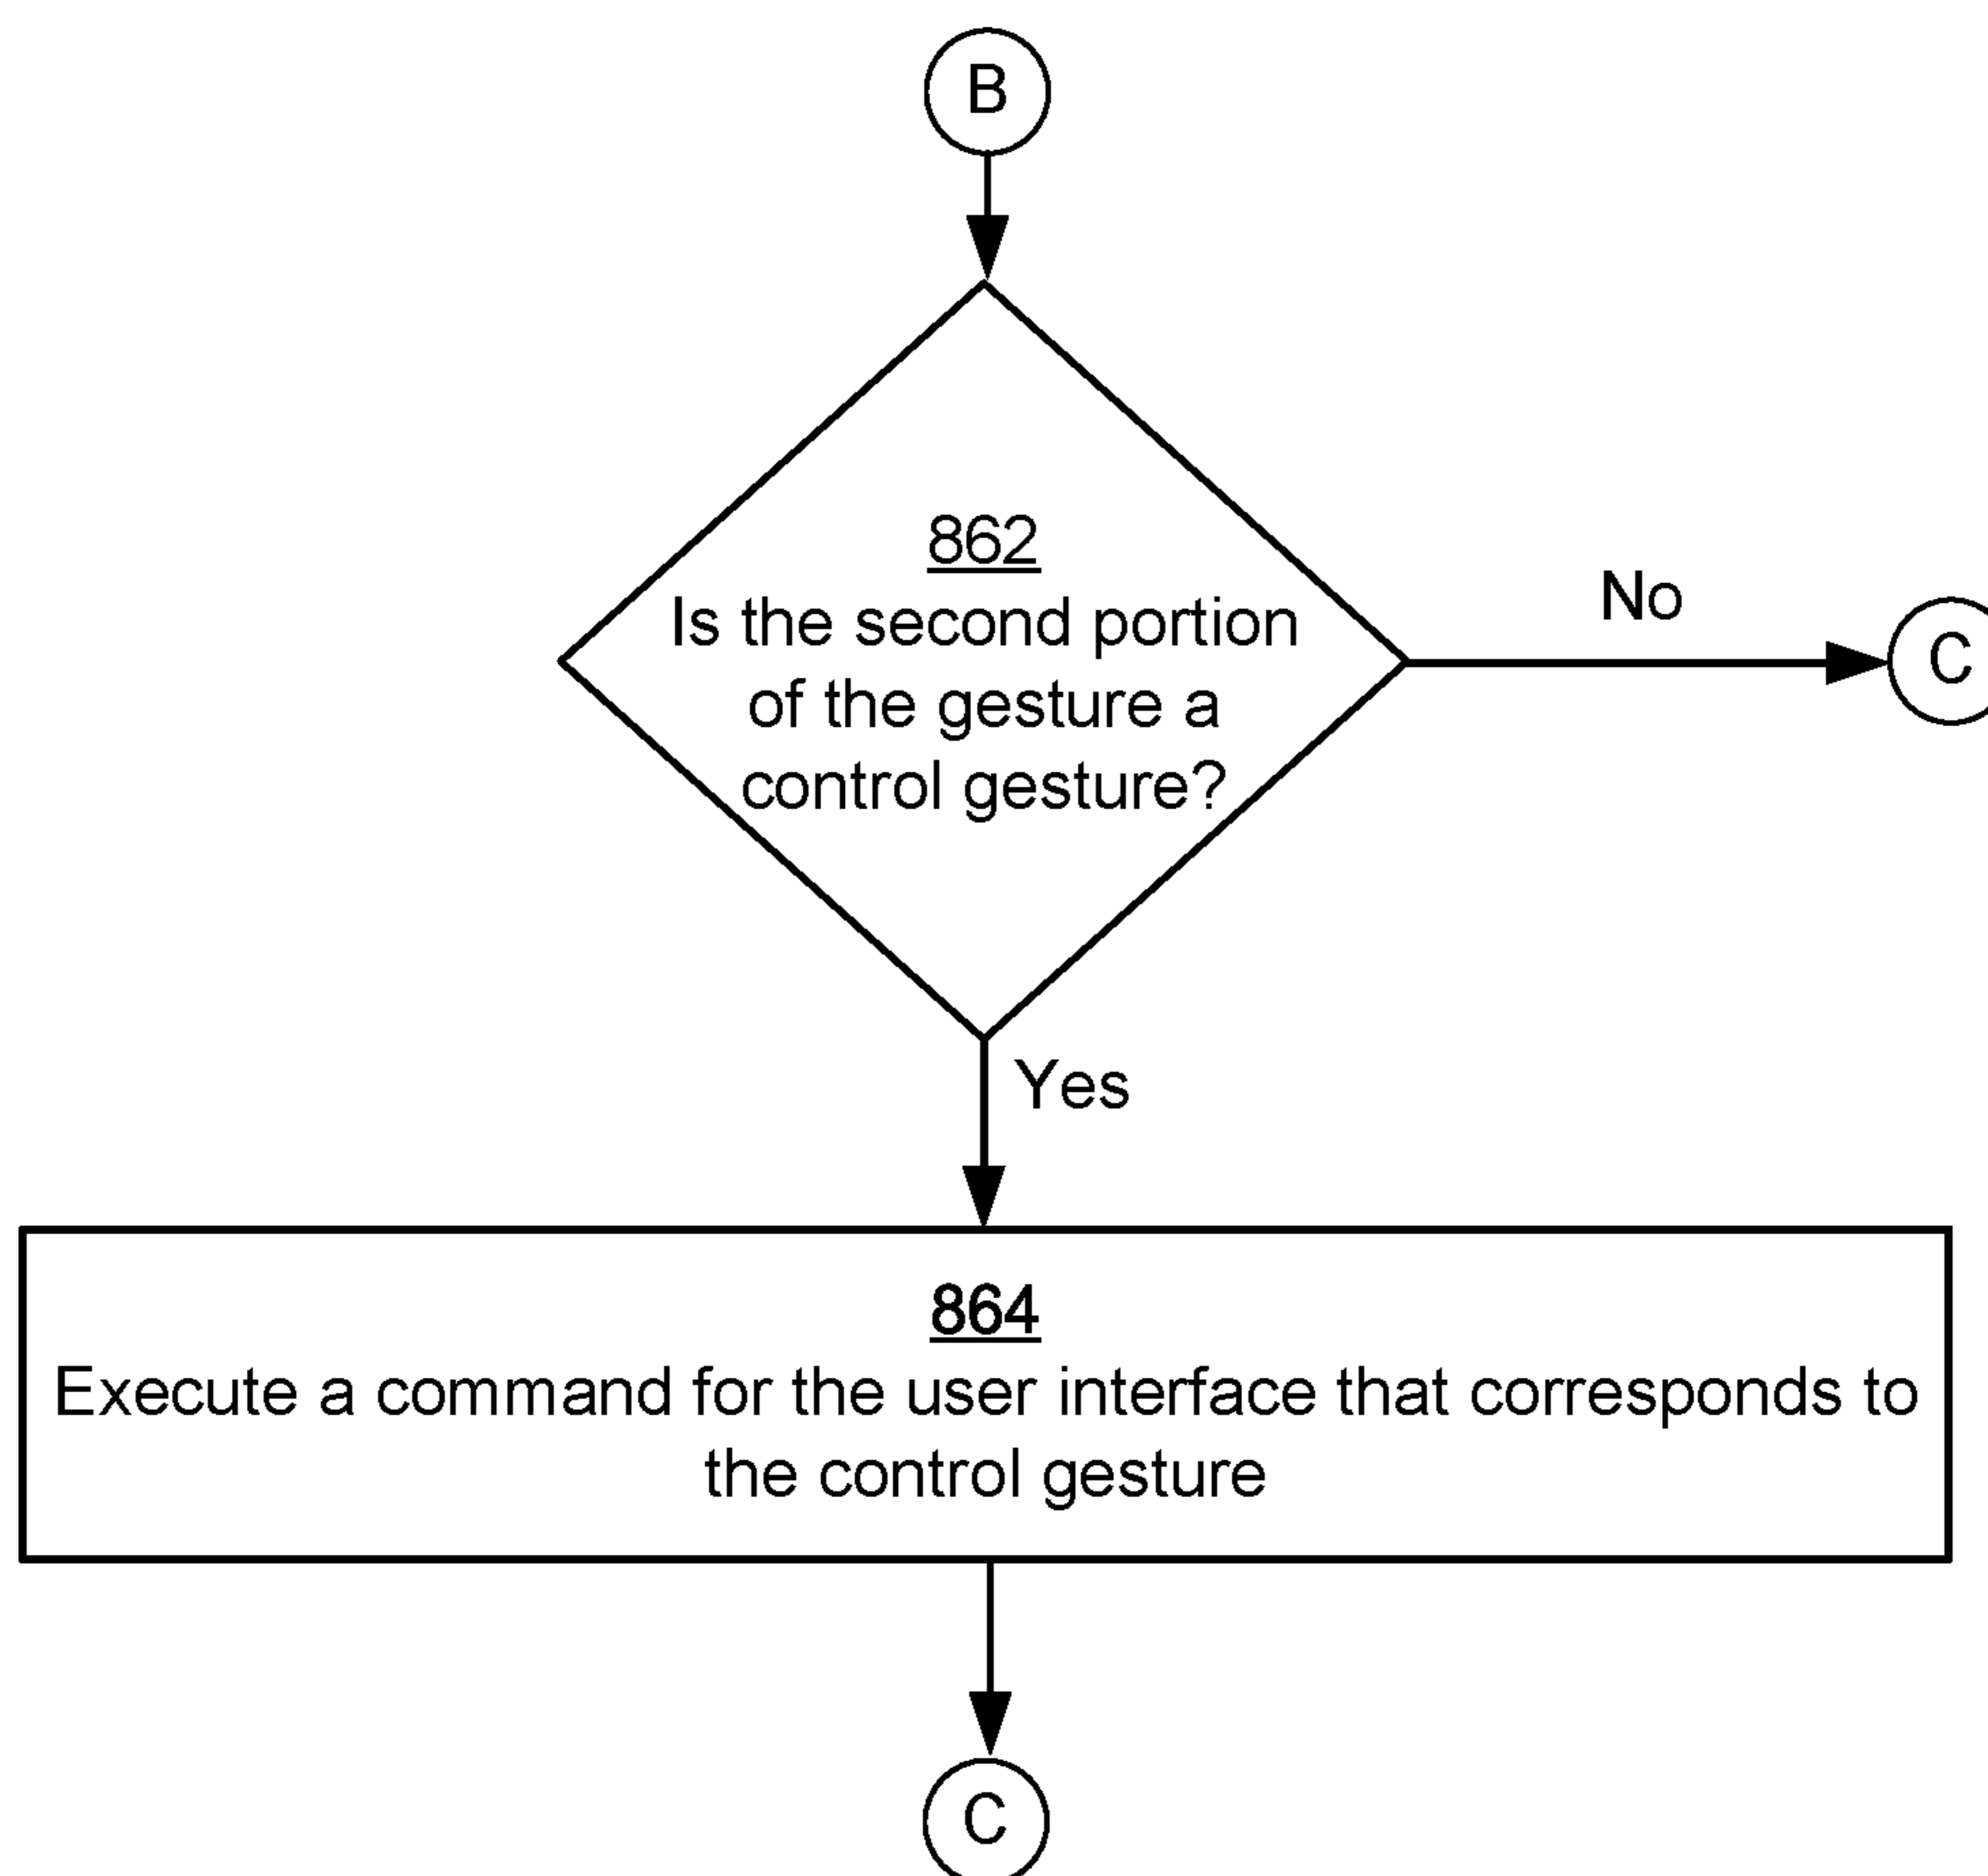 B
862
Is the second portion
of the gesture a
control gesture?
No
C
Yes
864
Execute a command for the user interface that corresponds to
the control gesture
C